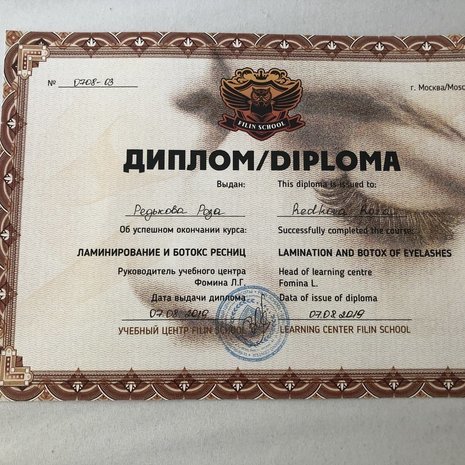 № 0708-03
г. Москва/Mosc
FILIN SCHOOL
ДИПЛОМ/DIPLOMA
Выдан: This diploma is issued to:
Редькова Роза Redkova Roza
Об успешном окончании курса: Successfully completed the course:
ЛАМИНИРОВАНИЕ И БОТОКС РЕСНИЦ LAMINATION AND BOTOX OF EYELASHES
Руководитель учебного центра Head of learning centre
Фомина Л.Г Fomina L.
Дата выдачи диплома Data of issue of diploma
07.08.2019 07.08.2019
УЧЕБНЫЙ ЦЕНТР FILIN SCHOOL LEARNING CENTER FILIN SCHOOL